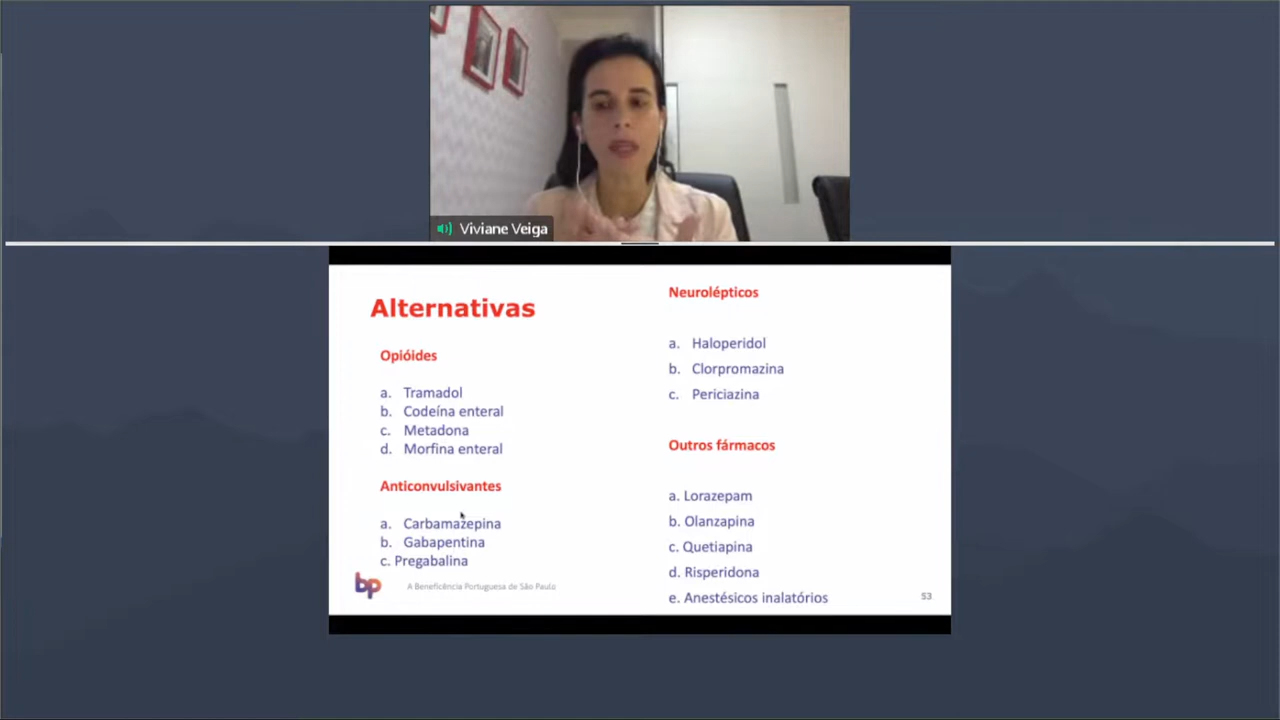 Viviane Veiga
Alternativas
Opióides
a. Tramadol
b. Codeína enteral
c. Metadona
d. Morfina enteral
Anticonvulsivantes
a. Carbamazepina
b. Gabapentina
c. Pregabalina
bp
A Beneficência Portuguesa de São Paulo
Neurolépticos
a. Haloperidol
b. Clorpromazina
c. Periciazina
Outros fármacos
a. Lorazepam
b. Olanzapina
c. Quetiapina
d. Risperidona
e. Anestésicos inalatórios
53